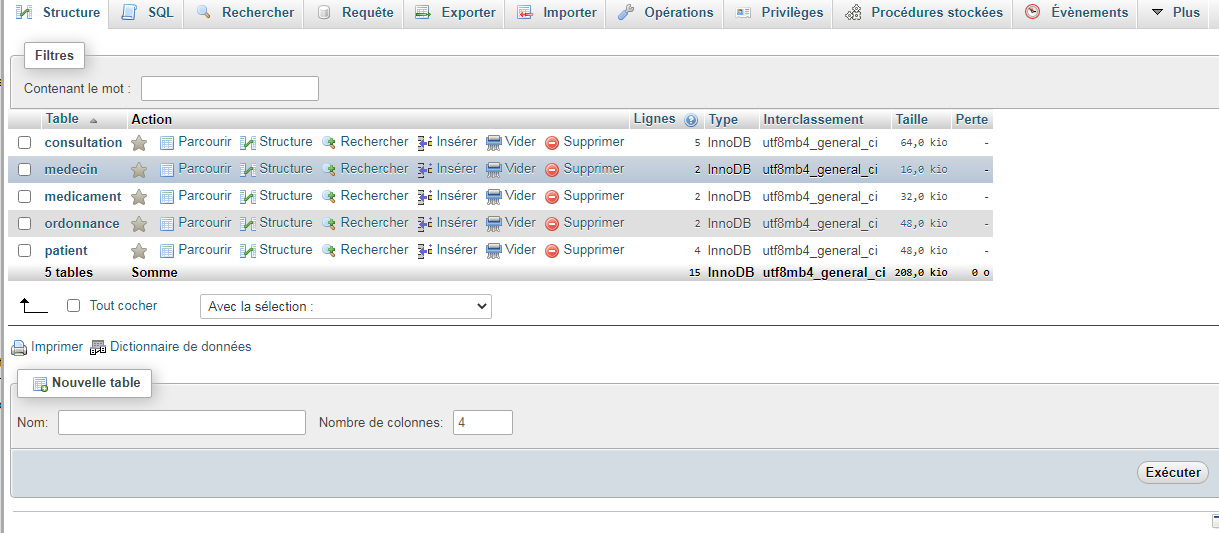 Structure SQL Rechercher Requête Exporter Importer Opérations Privilèges Procédures stockées Évènements Plus
Filtres
Contenant le mot :
Table Action Lignes Type Interclassement Taille Perte
consultation Parcourir Structure Rechercher Insérer Vider Supprimer 5 InnoDB utf8mb4_general_ci 64,0 kio -
medecin Parcourir Structure Rechercher Insérer Vider Supprimer 2 InnoDB utf8mb4_general_ci 16,0 kio -
medicament Parcourir Structure Rechercher Insérer Vider Supprimer 2 InnoDB utf8mb4_general_ci 32,0 kio -
ordonnance Parcourir Structure Rechercher Insérer Vider Supprimer 2 InnoDB utf8mb4_general_ci 48,0 kio -
patient Parcourir Structure Rechercher Insérer Vider Supprimer 4 InnoDB utf8mb4_general_ci 48,0 kio -
5 tables Somme 15 InnoDB utf8mb4_general_ci 208,0 kio 0 o
Tout cocher Avec la sélection :
Imprimer Dictionnaire de données
Nouvelle table
Nom: Nombre de colonnes: 4
Exécuter